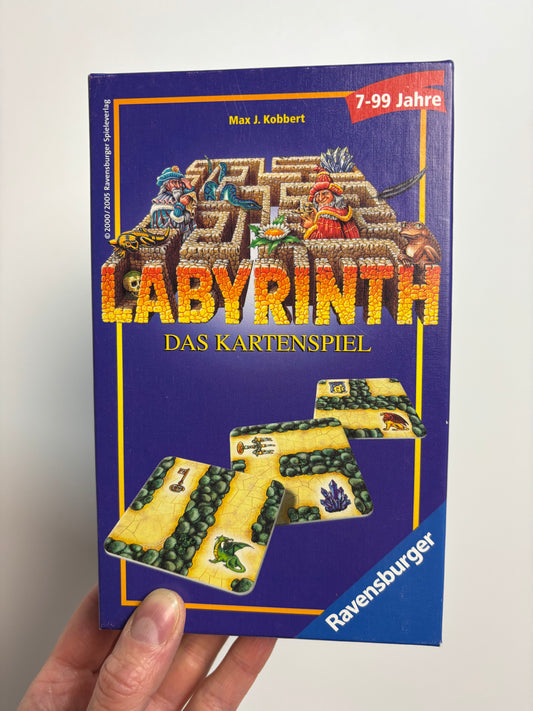 7-99 Jahre
Max J. Kobbert
© 2000/2005 Ravensburger Spieleverlag
LABYRINTH
DAS KARTENSPIEL
Ravensburger